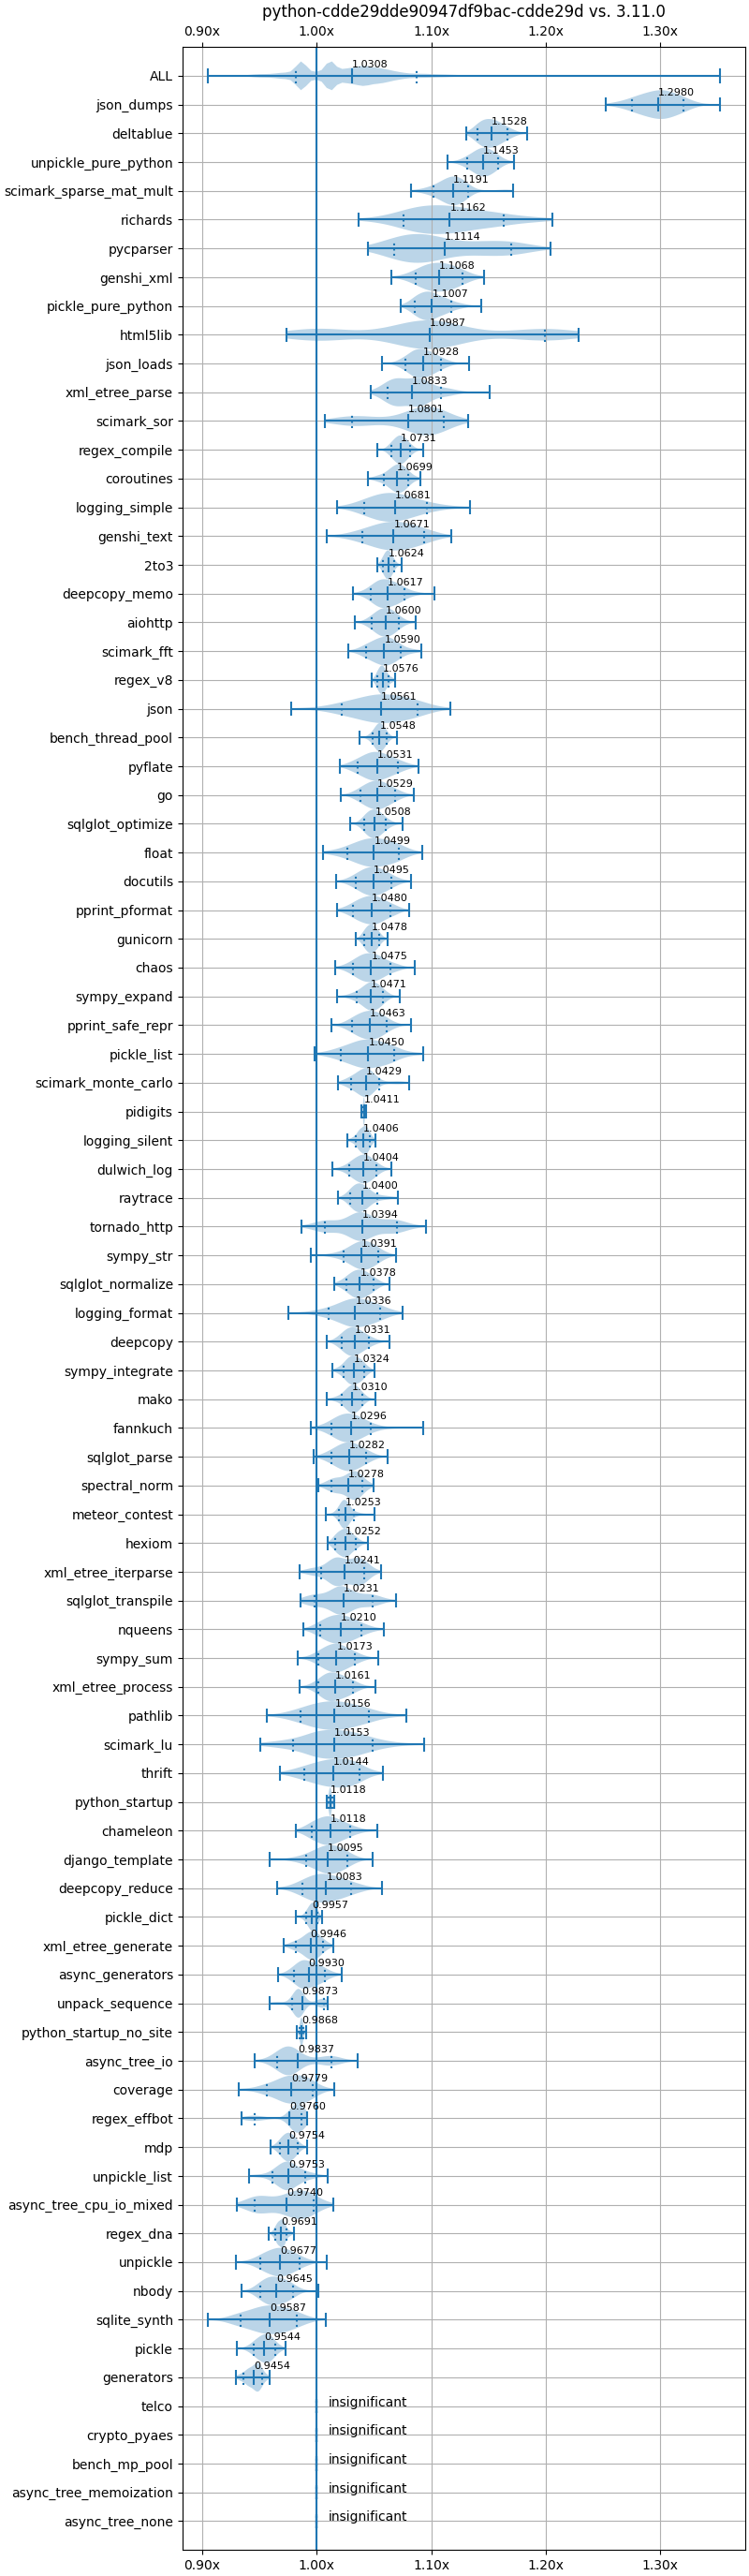 python-cdde29dde90947df9bac-cdde29d vs. 3.11.0
0.90x 1.00x 1.10x 1.20x 1.30x
ALL 1.0308
json_dumps 1.2980
deltablue 1.1528
unpickle_pure_python 1.1453
scimark_sparse_mat_mult 1.1191
richards 1.1162
pycparser 1.1114
genshi_xml 1.1068
pickle_pure_python 1.1007
html5lib 1.0987
json_loads 1.0928
xml_etree_parse 1.0833
scimark_sor 1.0801
regex_compile 1.0731
coroutines 1.0699
logging_simple 1.0681
genshi_text 1.0671
2to3 1.0624
deepcopy_memo 1.0617
aiohttp 1.0600
scimark_fft 1.0590
regex_v8 1.0576
json 1.0561
bench_thread_pool 1.0548
pyflate 1.0531
go 1.0529
sqlglot_optimize 1.0508
float 1.0499
docutils 1.0495
pprint_pformat 1.0480
gunicorn 1.0478
chaos 1.0475
sympy_expand 1.0471
pprint_safe_repr 1.0463
pickle_list 1.0450
scimark_monte_carlo 1.0429
pidigits 1.0411
logging_silent 1.0406
dulwich_log 1.0404
raytrace 1.0400
tornado_http 1.0394
sympy_str 1.0391
sqlglot_normalize 1.0378
logging_format 1.0336
deepcopy 1.0331
sympy_integrate 1.0324
mako 1.0310
fannkuch 1.0296
sqlglot_parse 1.0282
spectral_norm 1.0278
meteor_contest 1.0253
hexiom 1.0252
xml_etree_iterparse 1.0241
sqlglot_transpile 1.0231
nqueens 1.0210
sympy_sum 1.0173
xml_etree_process 1.0161
pathlib 1.0156
scimark_lu 1.0153
thrift 1.0144
python_startup 1.0118
chameleon 1.0118
django_template 1.0095
deepcopy_reduce 1.0083
pickle_dict 0.9957
xml_etree_generate 0.9946
async_generators 0.9930
unpack_sequence 0.9873
python_startup_no_site 0.9868
async_tree_io 0.9837
coverage 0.9779
regex_effbot 0.9760
mdp 0.9754
unpickle_list 0.9753
async_tree_cpu_io_mixed 0.9740
regex_dna 0.9691
unpickle 0.9677
nbody 0.9645
sqlite_synth 0.9587
pickle 0.9544
generators 0.9454
telco insignificant
crypto_pyaes insignificant
bench_mp_pool insignificant
async_tree_memoization insignificant
async_tree_none insignificant
0.90x 1.00x 1.10x 1.20x 1.30x